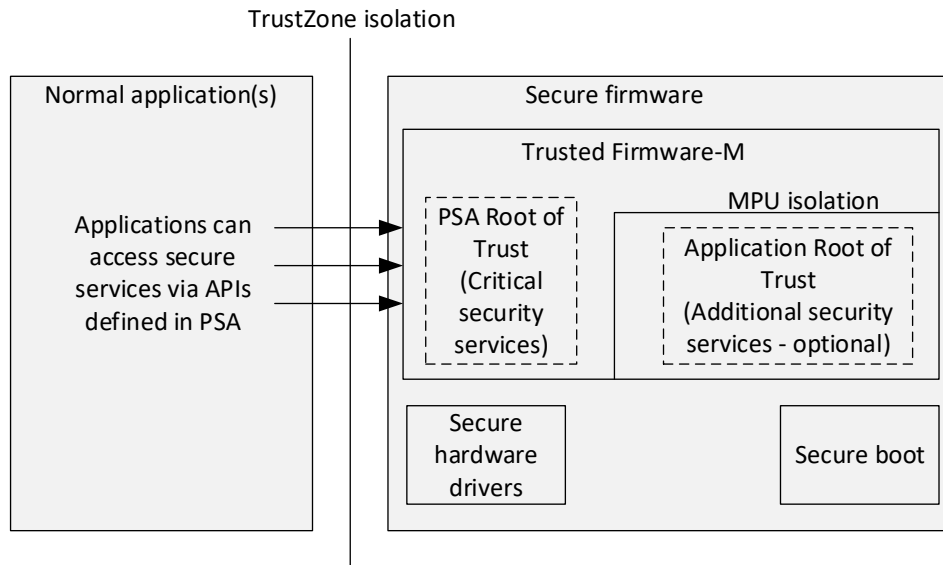 TrustZone isolation
Normal application(s)
Applications can
access secure
services via APIs
defined in PSA
Secure firmware
Trusted Firmware-M
PSA Root of
Trust
(Critical
security
services)
MPU isolation
Application Root of
Trust
(Additional security
services - optional)
Secure
hardware
drivers
Secure boot